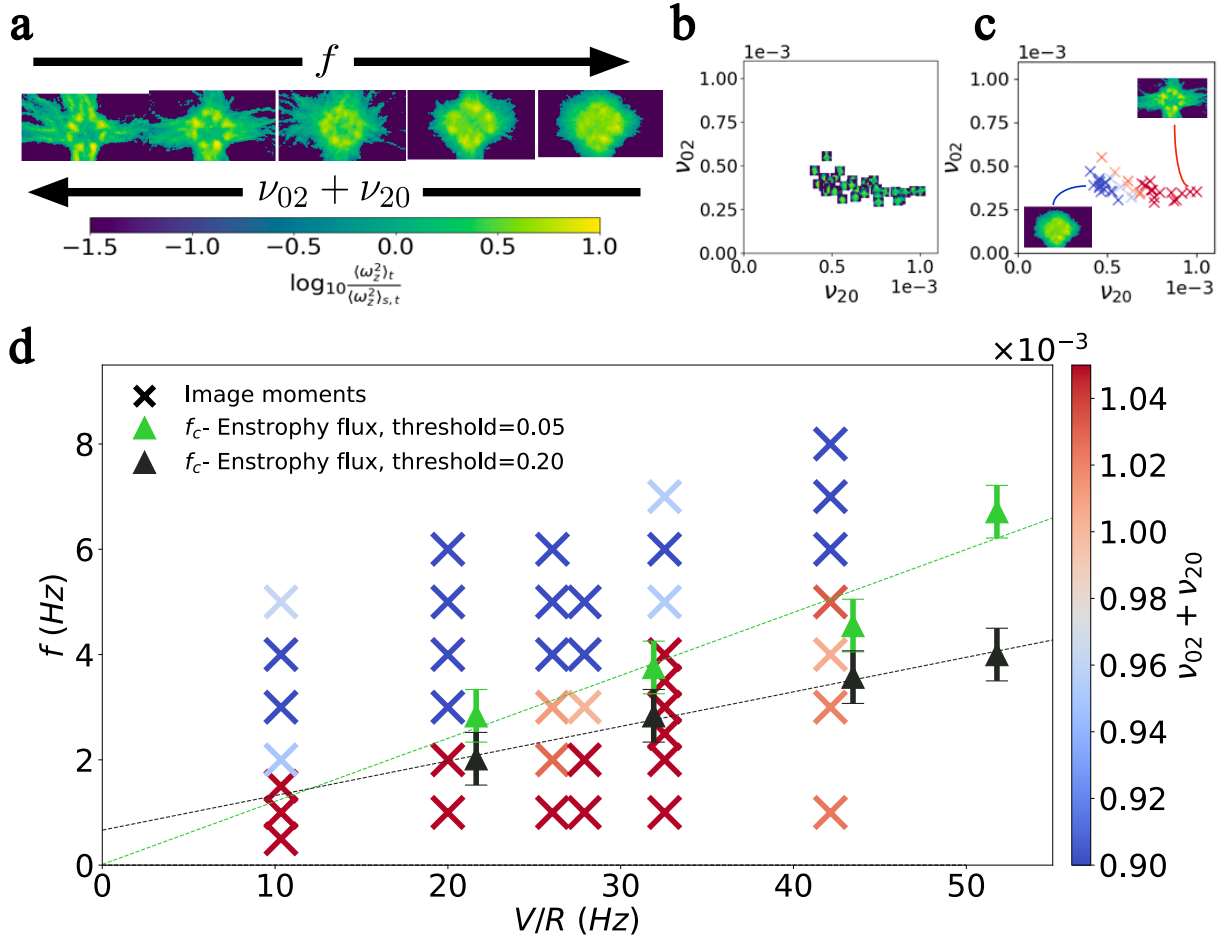 a
f
ν₀₂ + ν₂₀
−1.5 −1.0 −0.5 0.0 0.5 1.0
log₁₀ ⟨ω_z²⟩_t / ⟨ω_z²⟩_{s,t}
b
1e−3
1.00
0.75
0.50
0.25
0.00
ν₀₂
0.0 0.5 1.0
1e−3
ν₂₀
c
1e−3
1.00
0.75
0.50
0.25
0.00
ν₀₂
0.0 0.5 1.0
1e−3
ν₂₀
d
×10⁻³
Image moments
f_c- Enstrophy flux, threshold=0.05
f_c- Enstrophy flux, threshold=0.20
8
6
4
2
0
f (Hz)
0 10 20 30 40 50
V/R (Hz)
1.04
1.02
1.00
0.98
0.96
0.94
0.92
0.90
ν₀₂ + ν₂₀